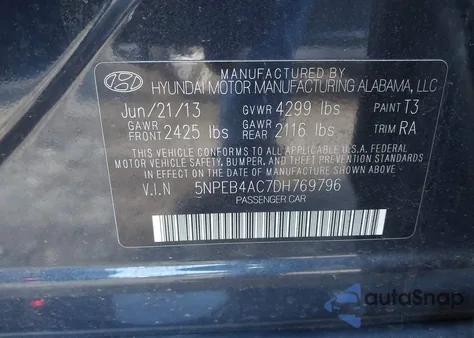 MANUFACTURED BY
HYUNDAI MOTOR MANUFACTURING ALABAMA, LLC
Jun/21/13 GVWR 4299 lbs PAINT T3
GAWR FRONT 2425 lbs GAWR REAR 2116 lbs TRIM RA
THIS VEHICLE CONFORMS TO ALL APPLICABLE U.S.A. FEDERAL
MOTOR VEHICLE SAFETY, BUMPER, AND THEFT PREVENTION STANDARDS
IN EFFECT ON THE DATE OF MANUFACTURE SHOWN ABOVE.
V.I.N 5NPEB4AC7DH769796
PASSENGER CAR
autoSnap